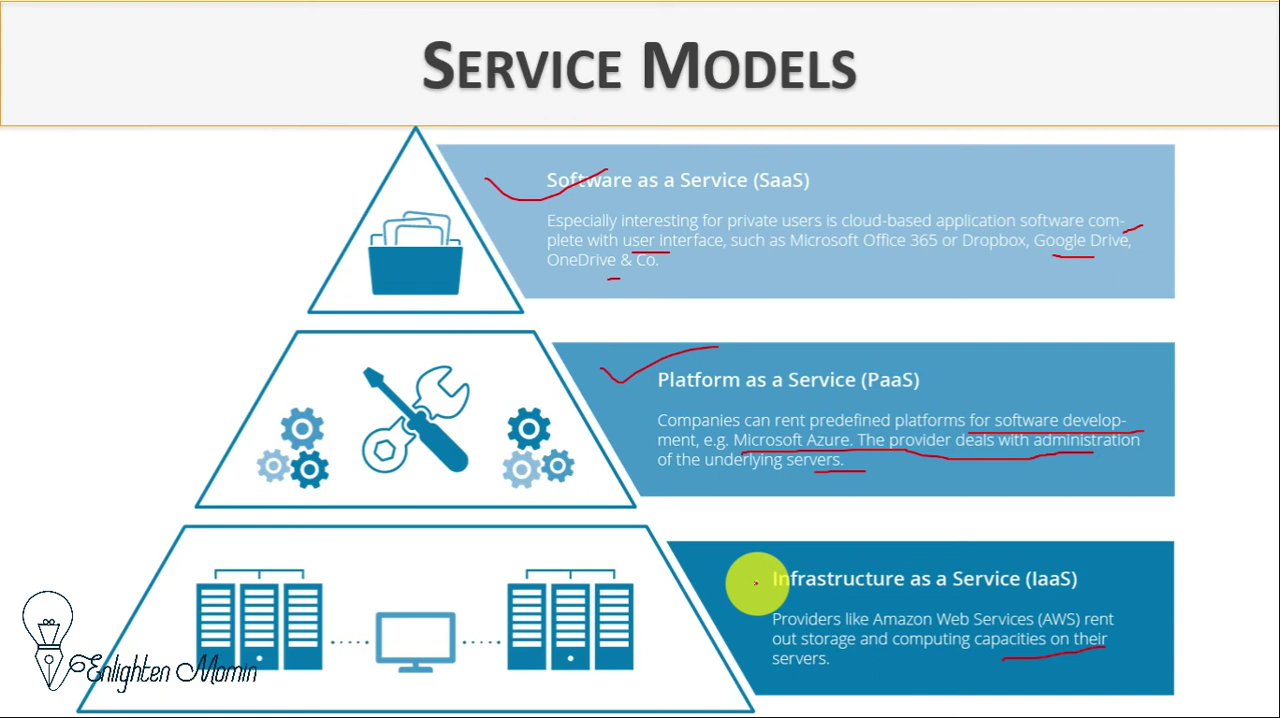 SERVICE MODELS
Software as a Service (SaaS)
Especially interesting for private users is cloud-based application software com-
plete with user interface, such as Microsoft Office 365 or Dropbox, Google Drive,
OneDrive & Co.
Platform as a Service (PaaS)
Companies can rent predefined platforms for software develop-
ment, e.g. Microsoft Azure. The provider deals with administration
of the underlying servers.
Infrastructure as a Service (IaaS)
Providers like Amazon Web Services (AWS) rent
out storage and computing capacities on their
servers.
Enlighten Momin